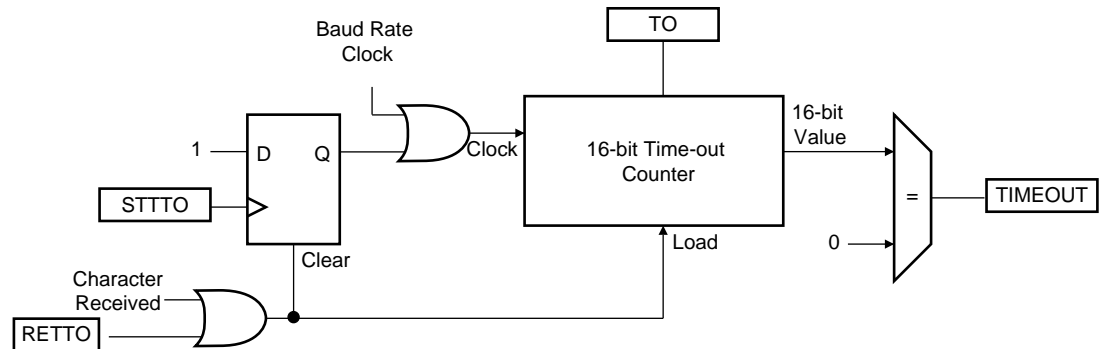 TO
Baud Rate
Clock
1
D
Q
Clock
16-bit Time-out
Counter
16-bit
Value
STTTO
=
TIMEOUT
0
Load
Clear
Character
Received
RETTO